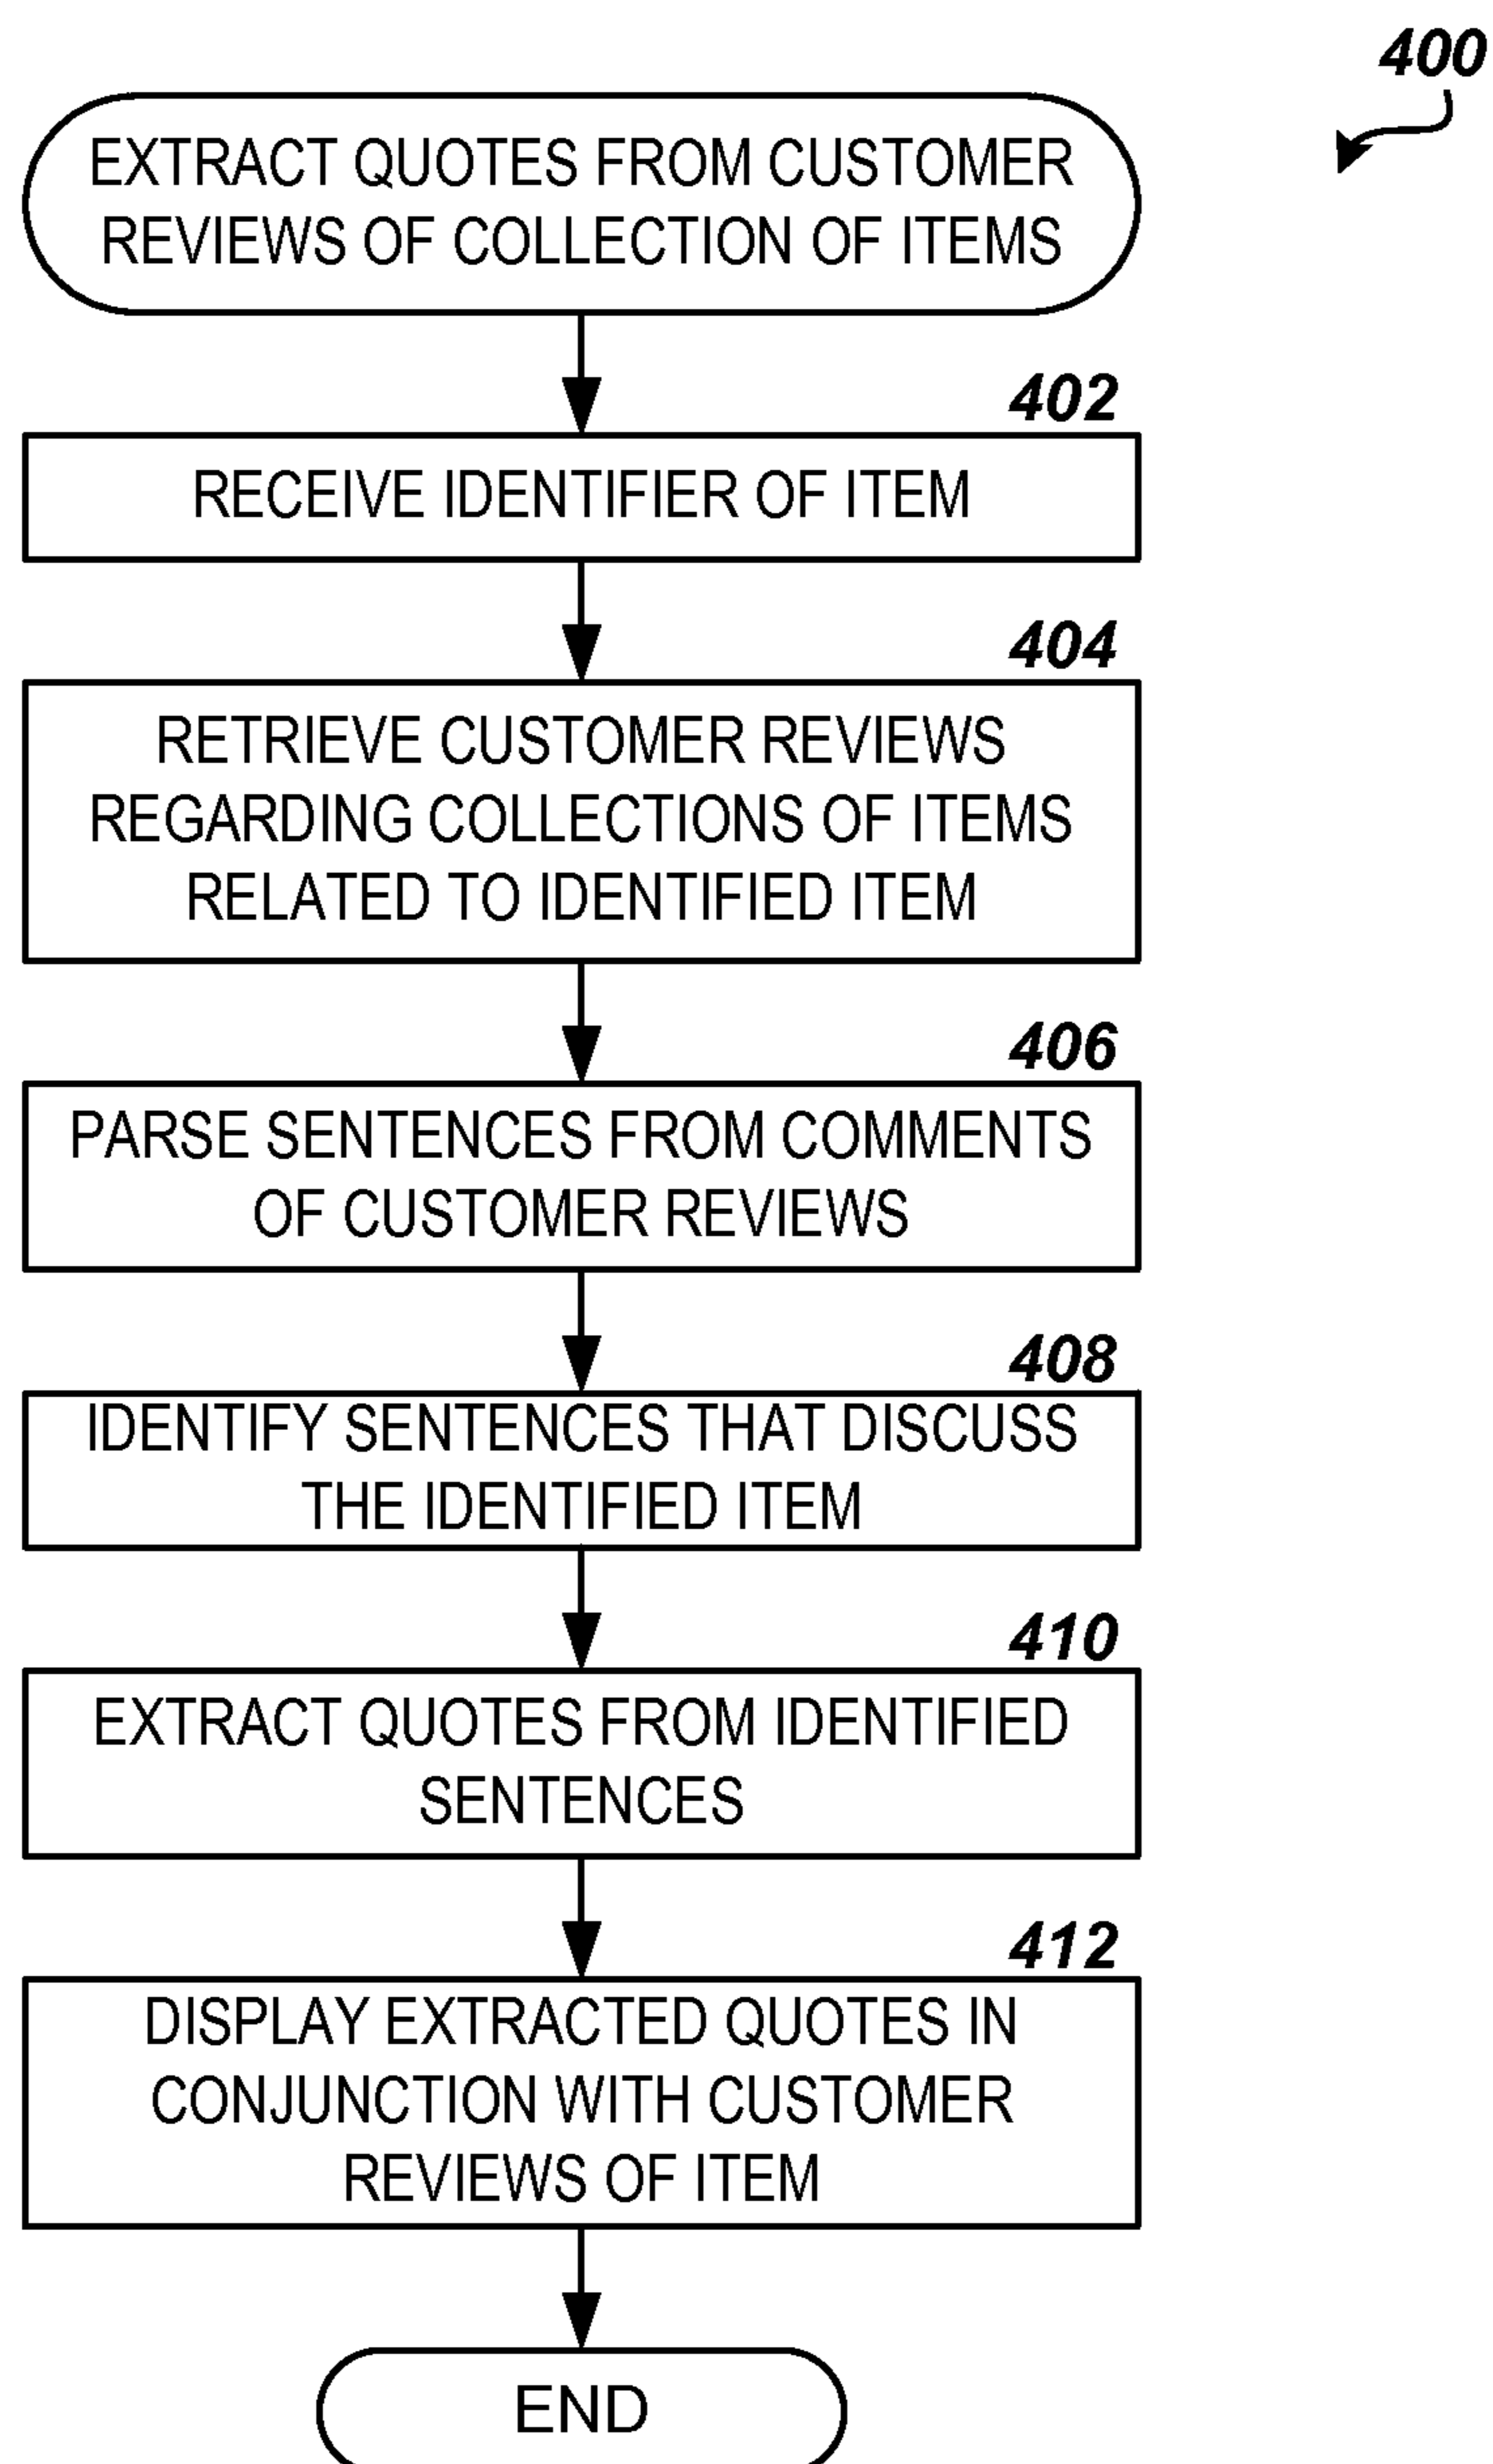 400
EXTRACT QUOTES FROM CUSTOMER
REVIEWS OF COLLECTION OF ITEMS
402
RECEIVE IDENTIFIER OF ITEM
404
RETRIEVE CUSTOMER REVIEWS
REGARDING COLLECTIONS OF ITEMS
RELATED TO IDENTIFIED ITEM
406
PARSE SENTENCES FROM COMMENTS
OF CUSTOMER REVIEWS
408
IDENTIFY SENTENCES THAT DISCUSS
THE IDENTIFIED ITEM
410
EXTRACT QUOTES FROM IDENTIFIED
SENTENCES
412
DISPLAY EXTRACTED QUOTES IN
CONJUNCTION WITH CUSTOMER
REVIEWS OF ITEM
END